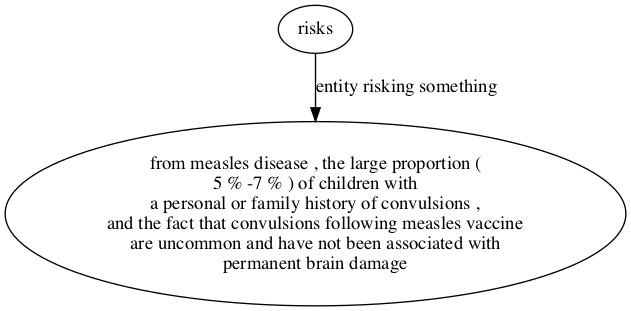 risks
entity risking something
from measles disease , the large proportion (
5 % -7 % ) of children with
a personal or family history of convulsions ,
and the fact that convulsions following measles vaccine
are uncommon and have not been associated with
permanent brain damage